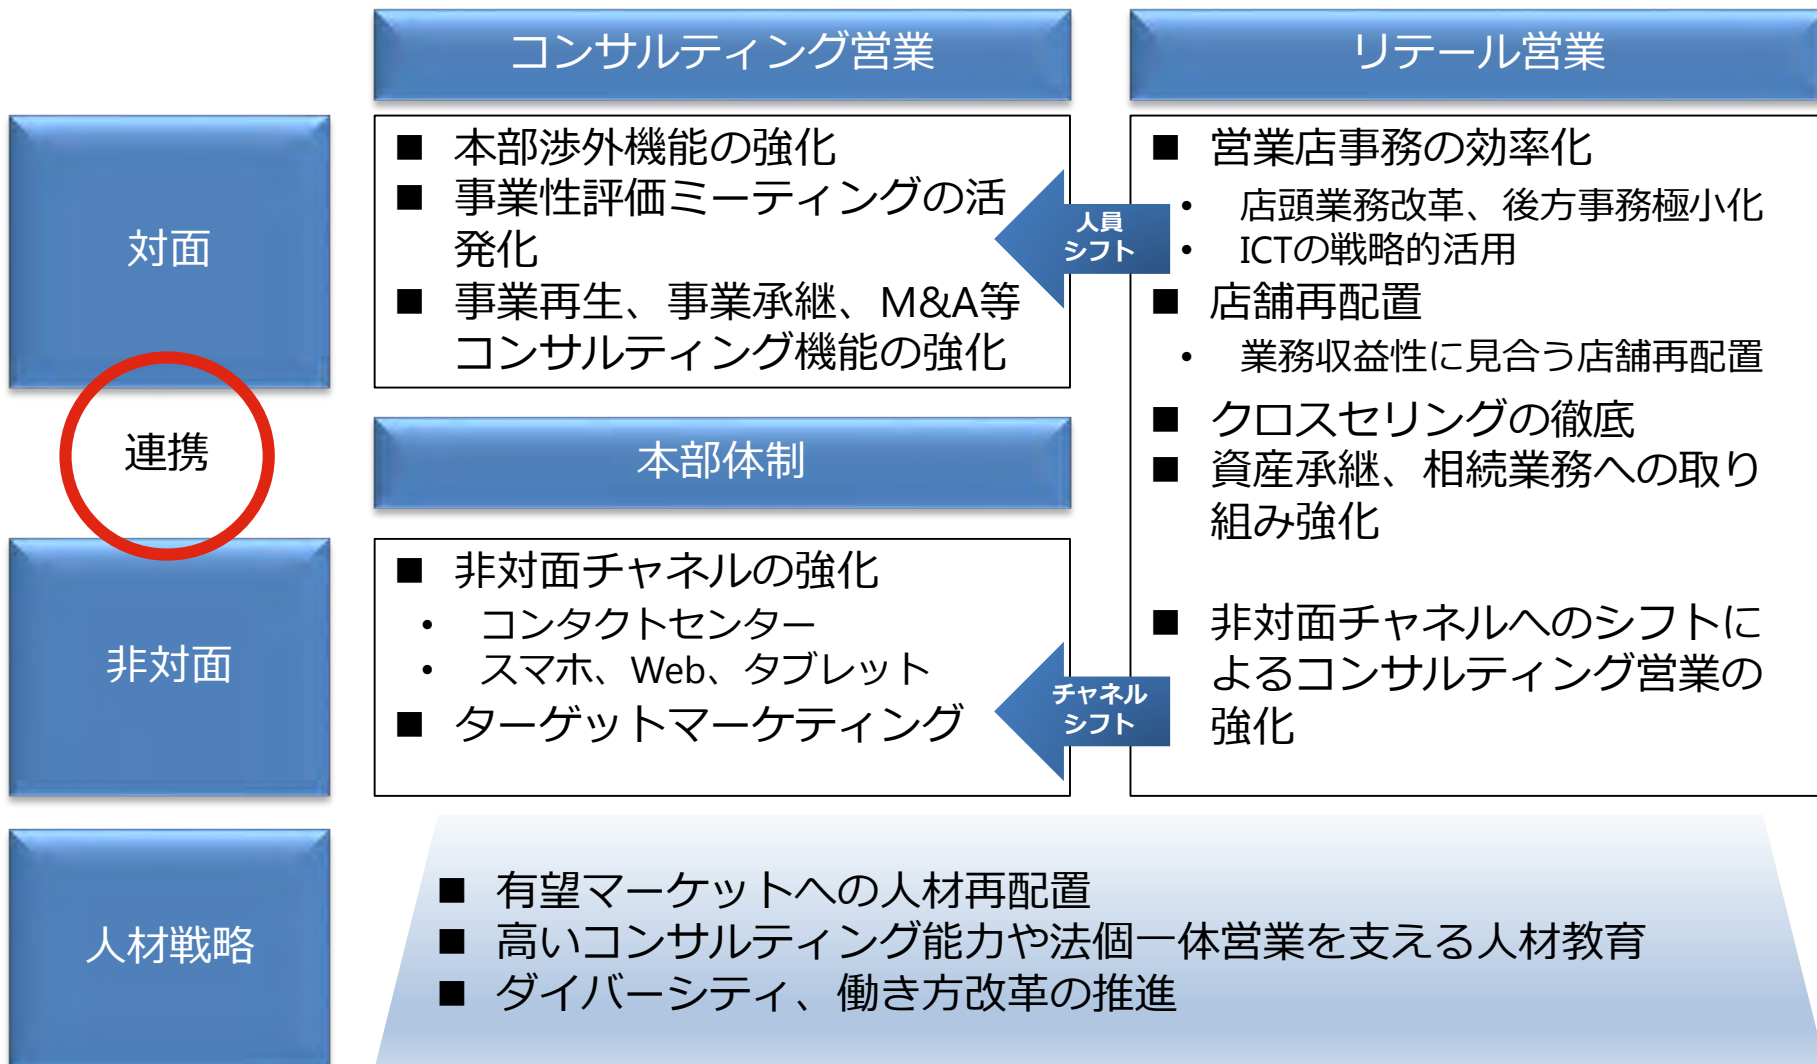 コンサルティング営業
リテール営業
対面
本部渉外機能の強化
事業性評価ミーティングの活
発化
事業再生、事業承継、M&A等
コンサルティング機能の強化
人員
シフト
営業店事務の効率化
店頭業務改革、後方事務極小化
ICTの戦略的活用
店舗再配置
業務収益性に見合う店舗再配置
クロスセリングの徹底
資産承継、相続業務への取り
組み強化
非対面チャネルへのシフトに
よるコンサルティング営業の
強化
連携
本部体制
非対面
非対面チャネルの強化
コンタクトセンター
スマホ、Web、タブレット
ターゲットマーケティング
チャネル
シフト
人材戦略
有望マーケットへの人材再配置
高いコンサルティング能力や法個一体営業を支える人材教育
ダイバーシティ、働き方改革の推進